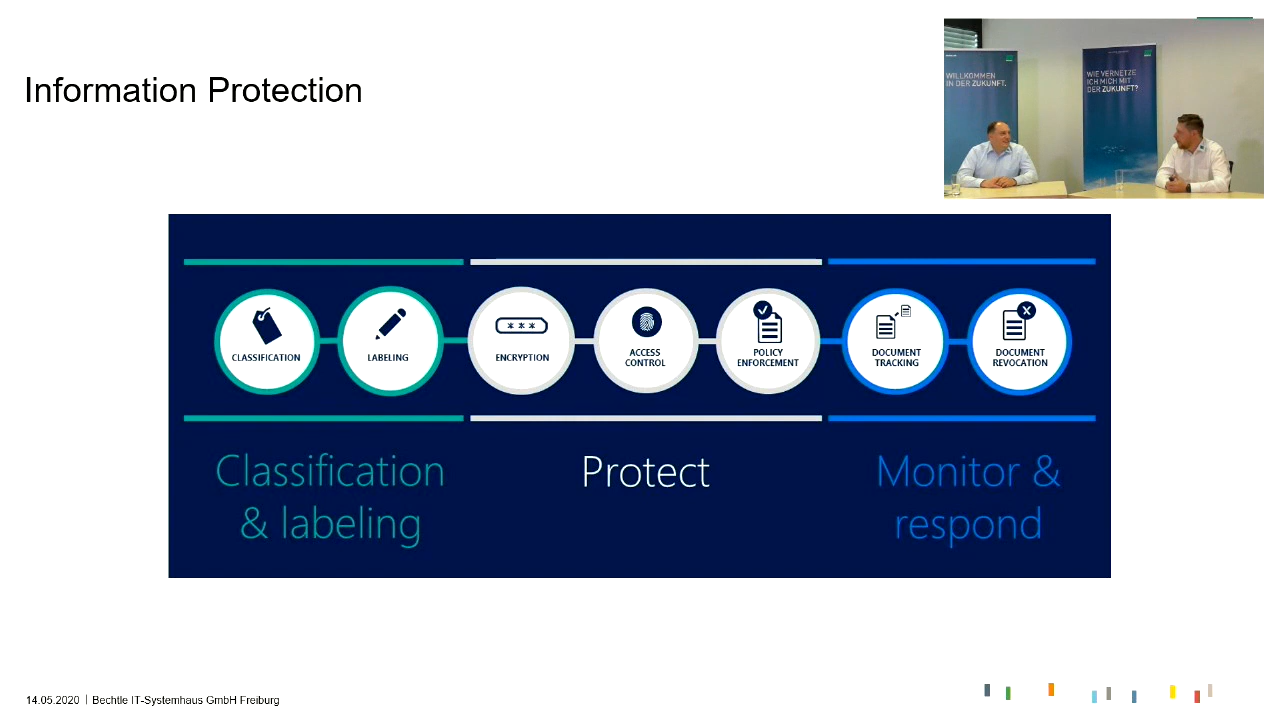 Information Protection
WILLKOMMEN
IN DER ZUKUNFT.
WIE VERNETZE
ICH MICH MIT
DER ZUKUNFT?
CLASSIFICATION
LABELING
* * *
ENCRYPTION
ACCESS
CONTROL
POLICY
ENFORCEMENT
DOCUMENT
TRACKING
DOCUMENT
REVOCATION
Classification
& labeling
Protect
Monitor &
respond
14.05.2020 | Bechtle IT-Systemhaus GmbH Freiburg